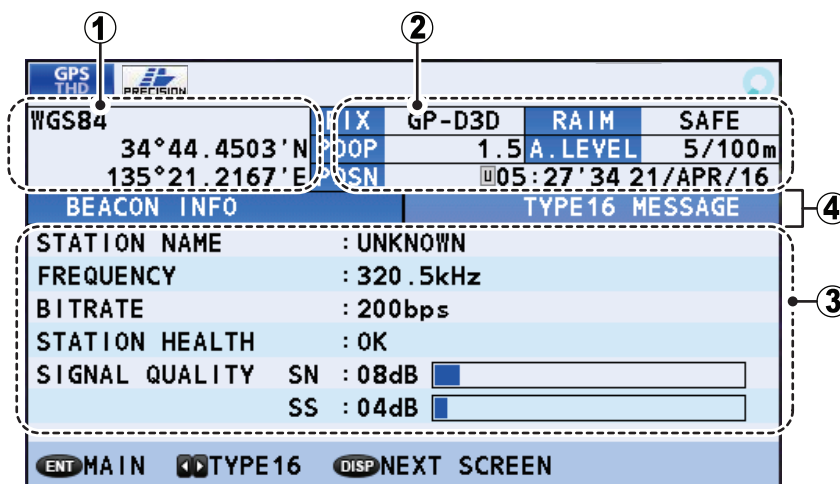 1 2
GPS THD PRECISION
WGS84 FIX GP-D3D RAIM SAFE
34°44.4503'N PDOP 1.5 A.LEVEL 5/100m
135°21.2167'E POSN U 05:27'34 21/APR/16
BEACON INFO TYPE16 MESSAGE 4
STATION NAME : UNKNOWN
FREQUENCY : 320.5kHz
BITRATE : 200bps 3
STATION HEALTH : OK
SIGNAL QUALITY SN : 08dB
SS : 04dB
ENT MAIN TYPE16 DISP NEXT SCREEN